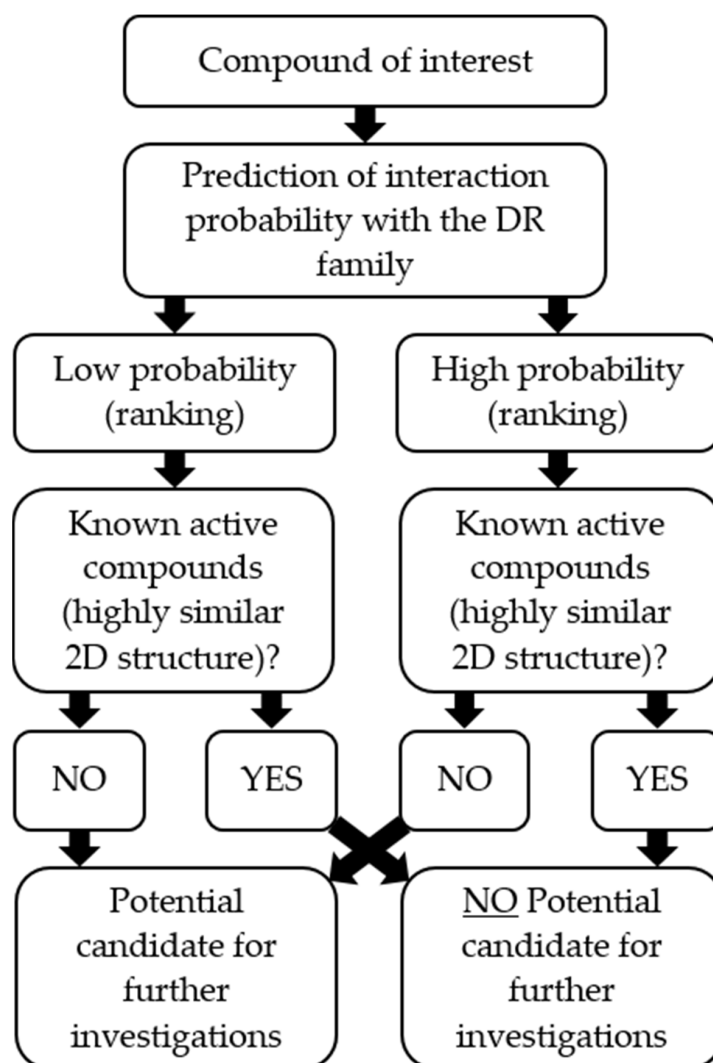 Compound of interest
Prediction of interaction
probability with the DR
family
Low probability
(ranking)
High probability
(ranking)
Known active
compounds
(highly similar
2D structure)?
Known active
compounds
(highly similar
2D structure)?
NO
YES
NO
YES
Potential
candidate for
further
investigations
NO Potential
candidate for
further
investigations